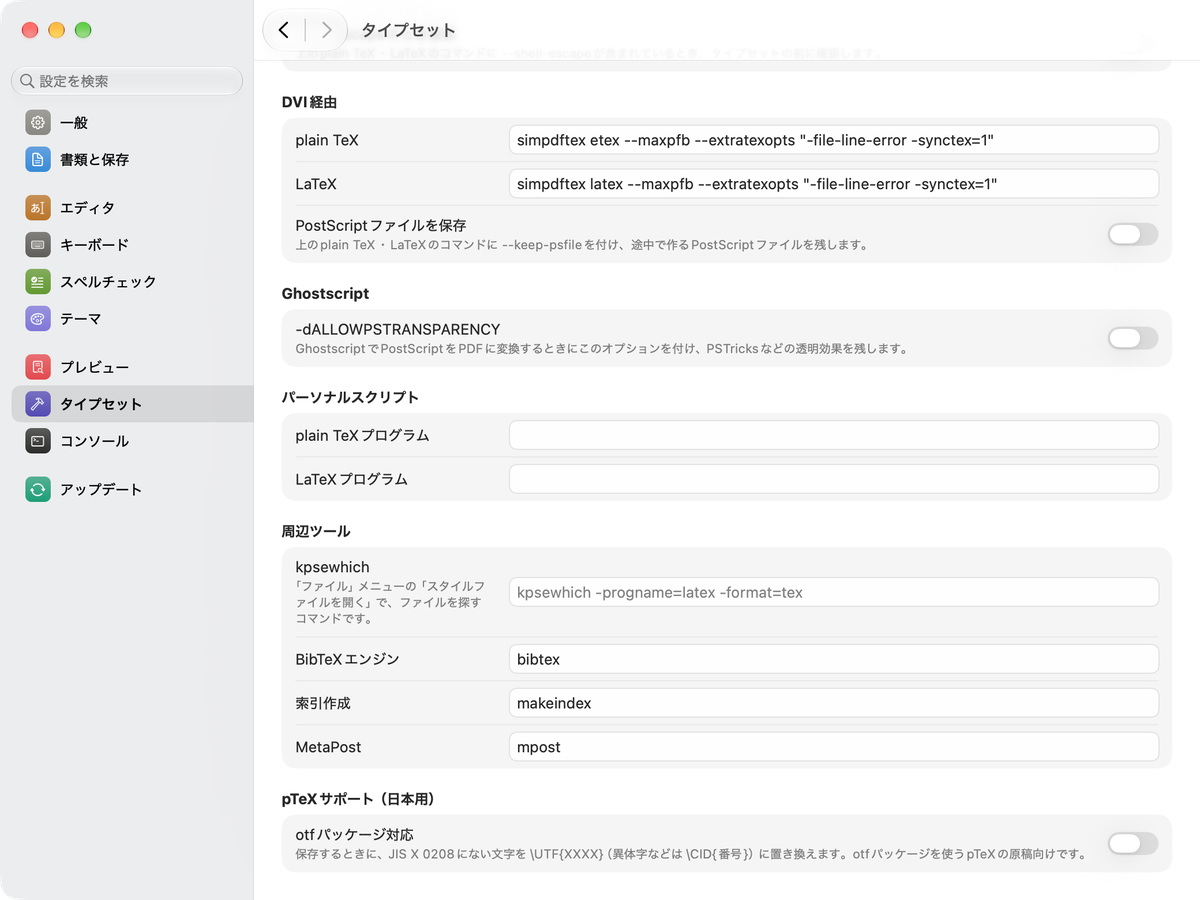 タイプセット
設定を検索
一般
書類と保存
エディタ
キーボード
スペルチェック
テーマ
プレビュー
タイプセット
コンソール
アップデート
DVI 経由
plain TeX
simpdftex etex --maxpfb --extratexopts "-file-line-error -synctex=1"
LaTeX
simpdftex latex --maxpfb --extratexopts "-file-line-error -synctex=1"
PostScript ファイルを保存
上の plain TeX・LaTeX のコマンドに --keep-psfile を付け、途中で作る PostScript ファイルを残します。
Ghostscript
-dALLOWPSTRANSPARENCY
Ghostscript で PostScript を PDF に変換するときにこのオプションを付け、PSTricks などの透明効果を残します。
パーソナルスクリプト
plain TeX プログラム
LaTeX プログラム
周辺ツール
kpsewhich
「ファイル」メニューの「スタイルフ
ァイルを開く」で、ファイルを探す
コマンドです。
kpsewhich -progname=latex -format=tex
BibTeX エンジン
bibtex
索引作成
makeindex
MetaPost
mpost
pTeX サポート（日本用）
otf パッケージ対応
保存するときに、JIS X 0208 にない文字を \UTF{XXXX}（異体字などは \CID{番号}）に置き換えます。otf パッケージを使う pTeX の原稿向けです。